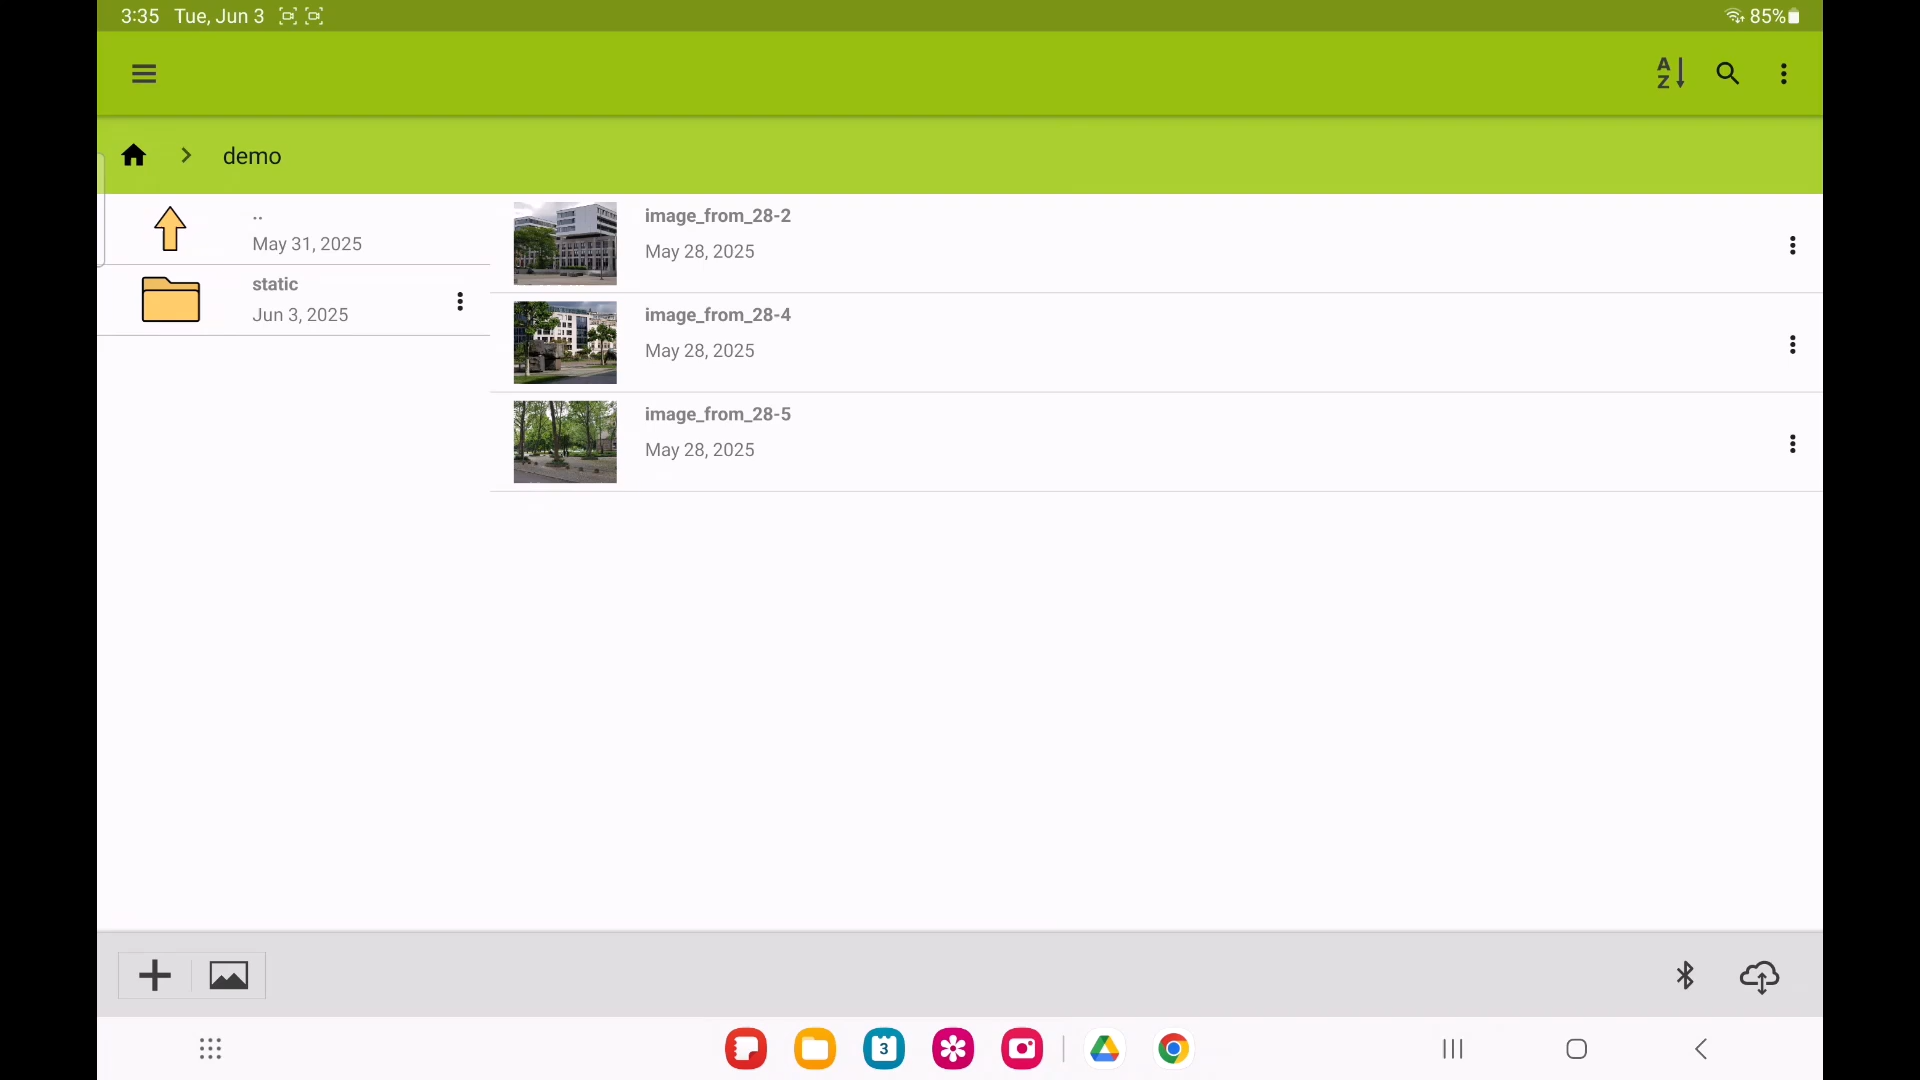 3:35 Tue, Jun 3
85%
A
Z
demo
..
May 31, 2025
static
Jun 3, 2025
image_from_28-2
May 28, 2025
image_from_28-4
May 28, 2025
image_from_28-5
May 28, 2025
3